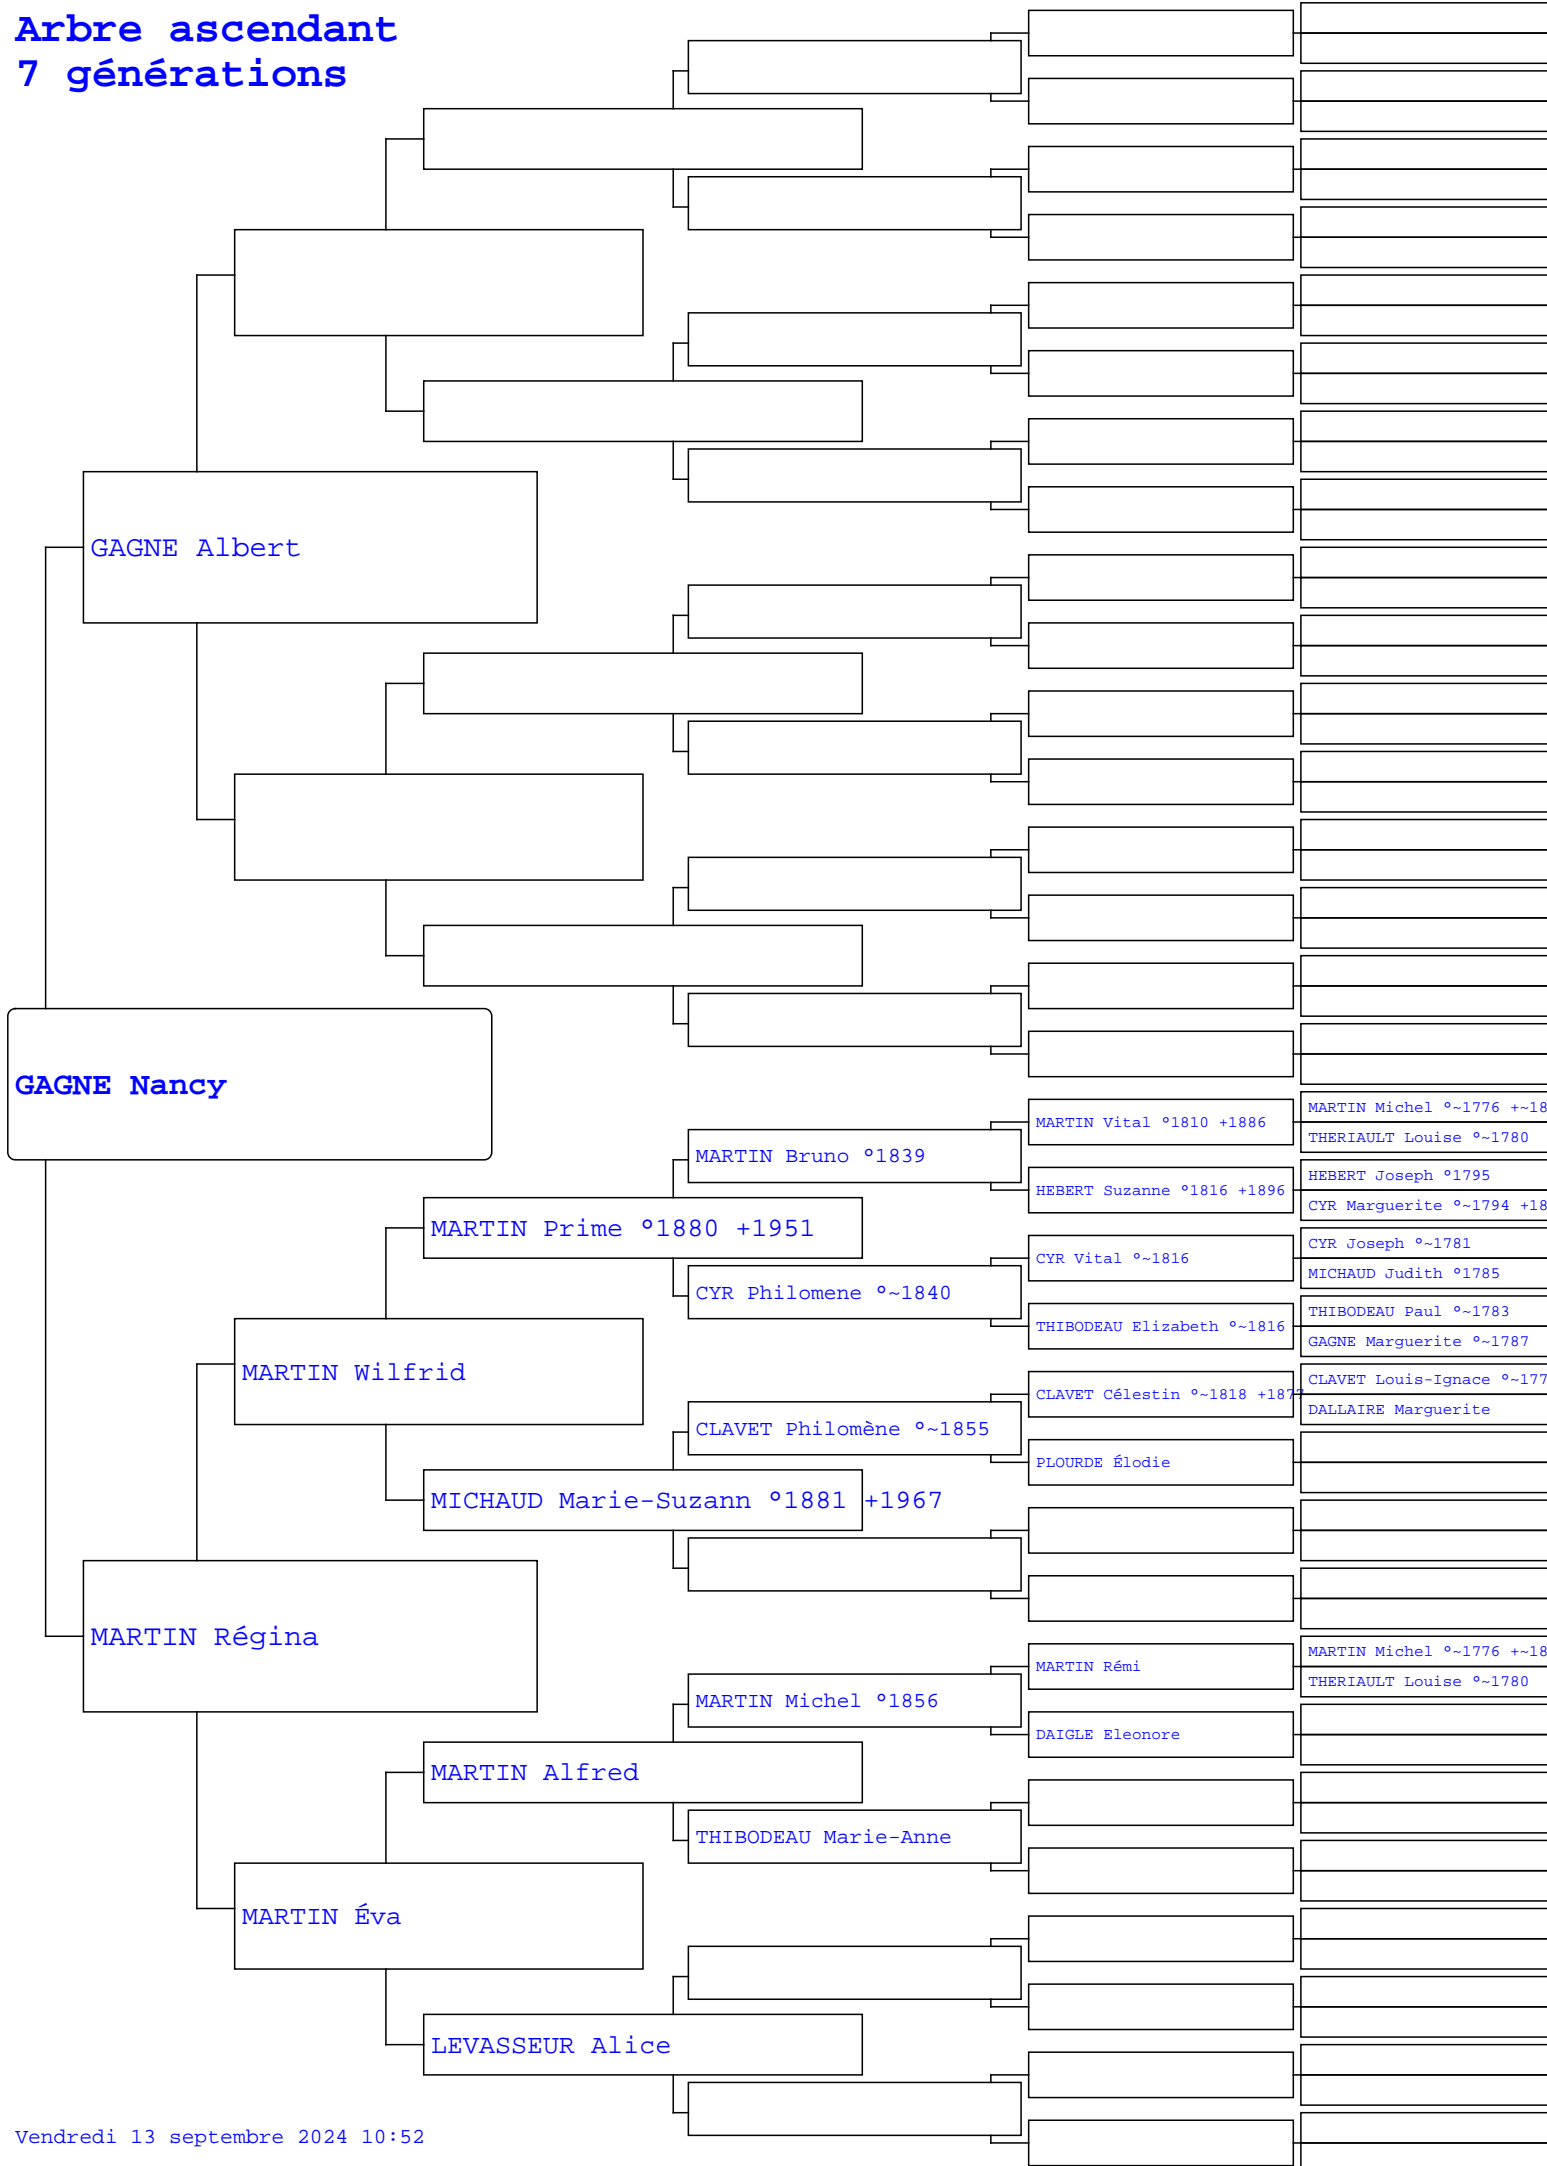 Arbre ascendant
7 générations
GAGNE Albert
GAGNE Nancy
MARTIN Michel °~1776 +~18
MARTIN Vital °1810 +1886
THERIAULT Louise °~1780
MARTIN Bruno °1839
HEBERT Joseph °1795
HEBERT Suzanne °1816 +1896
CYR Marguerite °~1794 +18
MARTIN Prime °1880 +1951
CYR Joseph °~1781
CYR Vital °~1816
MICHAUD Judith °1785
CYR Philomene °~1840
THIBODEAU Paul °~1783
THIBODEAU Elizabeth °~1816
GAGNE Marguerite °~1787
MARTIN Wilfrid
CLAVET Louis-Ignace °~177
CLAVET Célestin °~1818 +1877
DALLAIRE Marguerite
CLAVET Philomène °~1855
PLOURDE Élodie
MICHAUD Marie-Suzann °1881 +1967
MARTIN Régina
MARTIN Michel °~1776 +~18
MARTIN Rémi
THERIAULT Louise °~1780
MARTIN Michel °1856
DAIGLE Eleonore
MARTIN Alfred
THIBODEAU Marie-Anne
MARTIN Éva
LEVASSEUR Alice
Vendredi 13 septembre 2024 10:52